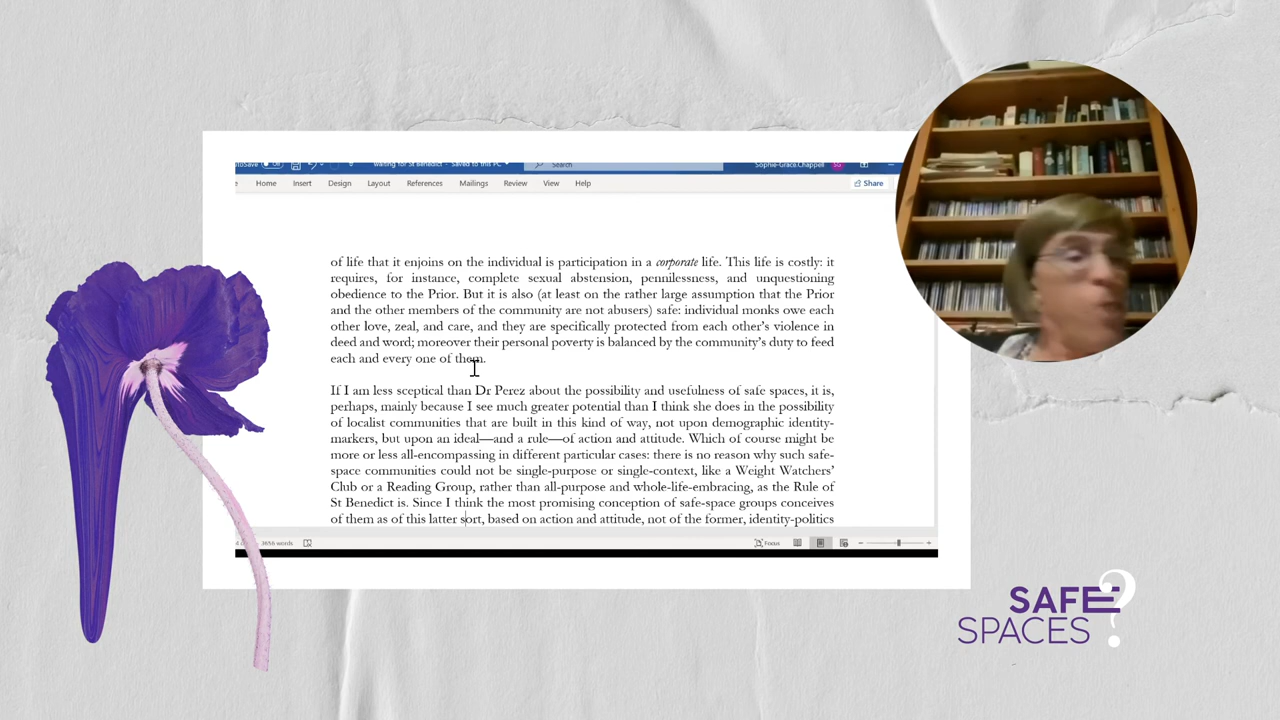 Waiting for St Benedict - Saved to this PC
Search
Sophie-Grace.Chappell
SG
Home Insert Design Layout References Mailings Review View Help
Share
of life that it enjoins on the individual is participation in a corporate life. This life is costly: it
requires, for instance, complete sexual abstension, pennilessness, and unquestioning
obedience to the Prior. But it is also (at least on the rather large assumption that the Prior
and the other members of the community are not abusers) safe: individual monks owe each
other love, zeal, and care, and they are specifically protected from each other’s violence in
deed and word; moreover their personal poverty is balanced by the community’s duty to feed
each and every one of them.
If I am less sceptical than Dr Perez about the possibility and usefulness of safe spaces, it is,
perhaps, mainly because I see much greater potential than I think she does in the possibility
of localist communities that are built in this kind of way, not upon demographic identity-
markers, but upon an ideal—and a rule—of action and attitude. Which of course might be
more or less all-encompassing in different particular cases: there is no reason why such safe-
space communities could not be single-purpose or single-context, like a Weight Watchers’
Club or a Reading Group, rather than all-purpose and whole-life-embracing, as the Rule of
St Benedict is. Since I think the most promising conception of safe-space groups conceives
of them as of this latter sort, based on action and attitude, not of the former, identity-politics
words
Focus
SAFE
SPACES?